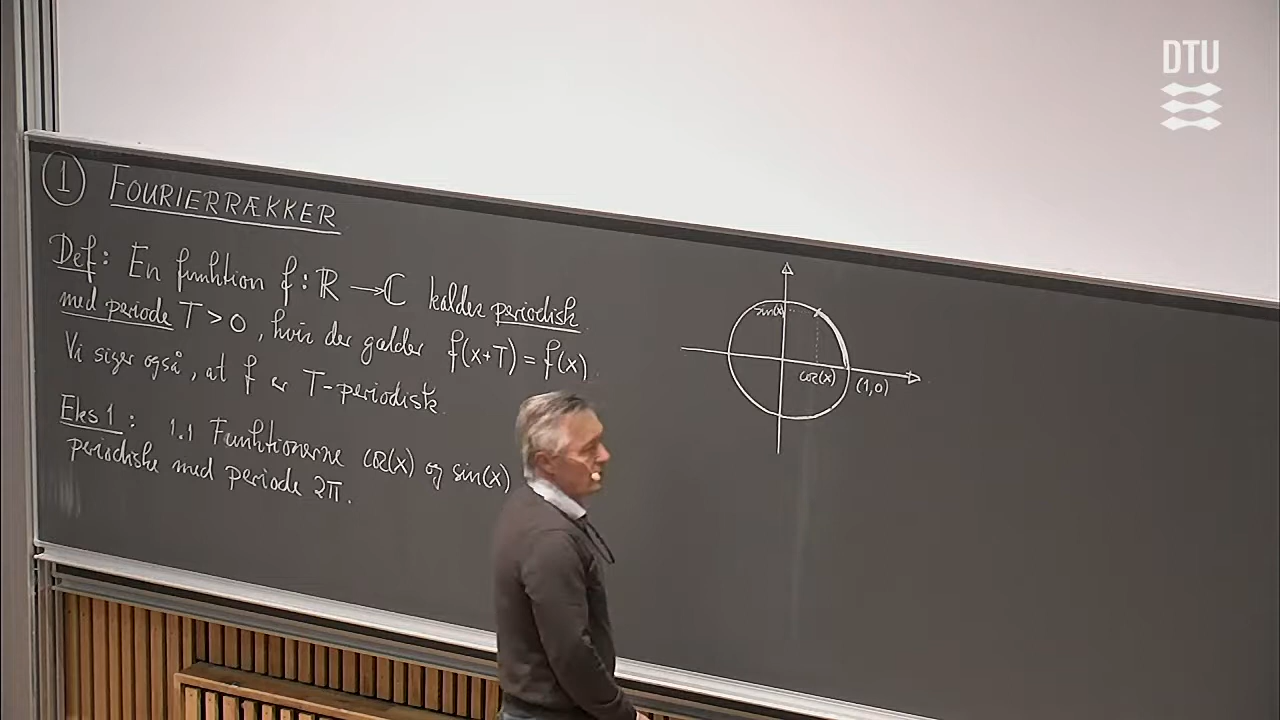 DTU
① FOURIERRÆKKER
Def: En funktion f: ℝ → ℂ kaldes periodisk
med periode T > 0, hvis der gælder f(x+T) = f(x).
Vi siger også, at f er T-periodisk.
Eks 1: 1.1 Funktionerne cos(x) og sin(x)
periodiske med periode 2π.
sin(x)
cos(x)
(1,0)